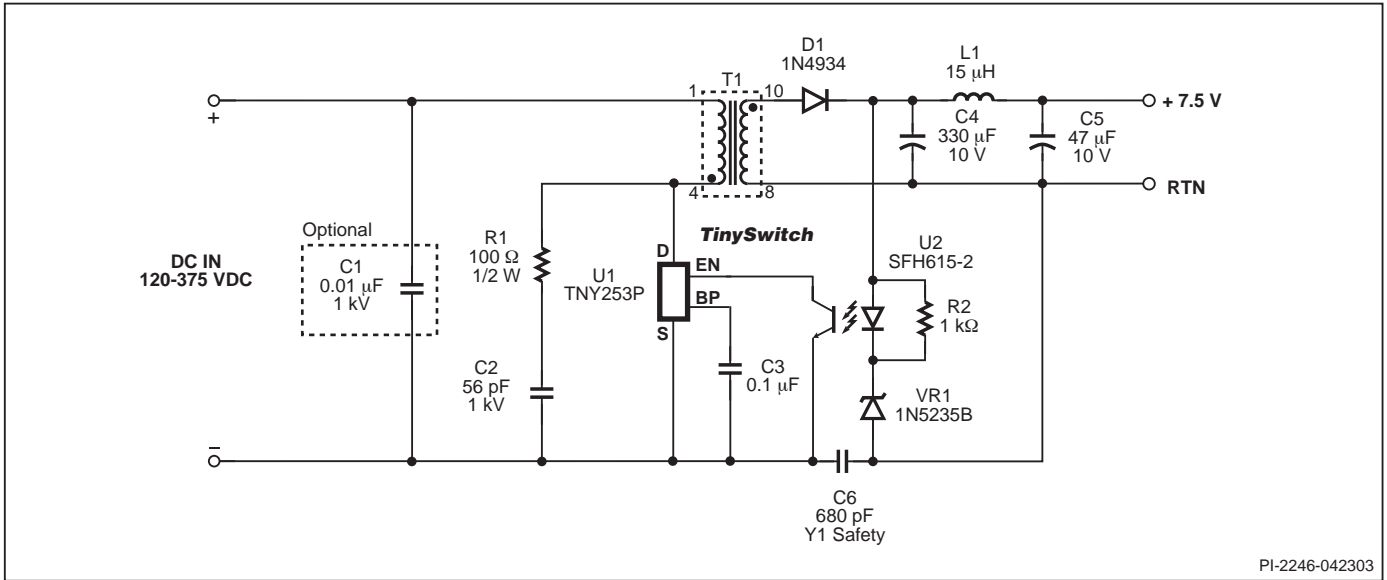 D1
1N4934
L1
15 µH
T1
1
10
+
+ 7.5 V
C4
330 µF
10 V
C5
47 µF
10 V
4
8
RTN
Optional
C1
0.01 µF
1 kV
DC IN
120-375 VDC
R1
100 Ω
1/2 W
TinySwitch
D
EN
U1
TNY253P
BP
S
U2
SFH615-2
R2
1 kΩ
C2
56 pF
1 kV
C3
0.1 µF
VR1
1N5235B
–
C6
680 pF
Y1 Safety
PI-2246-042303